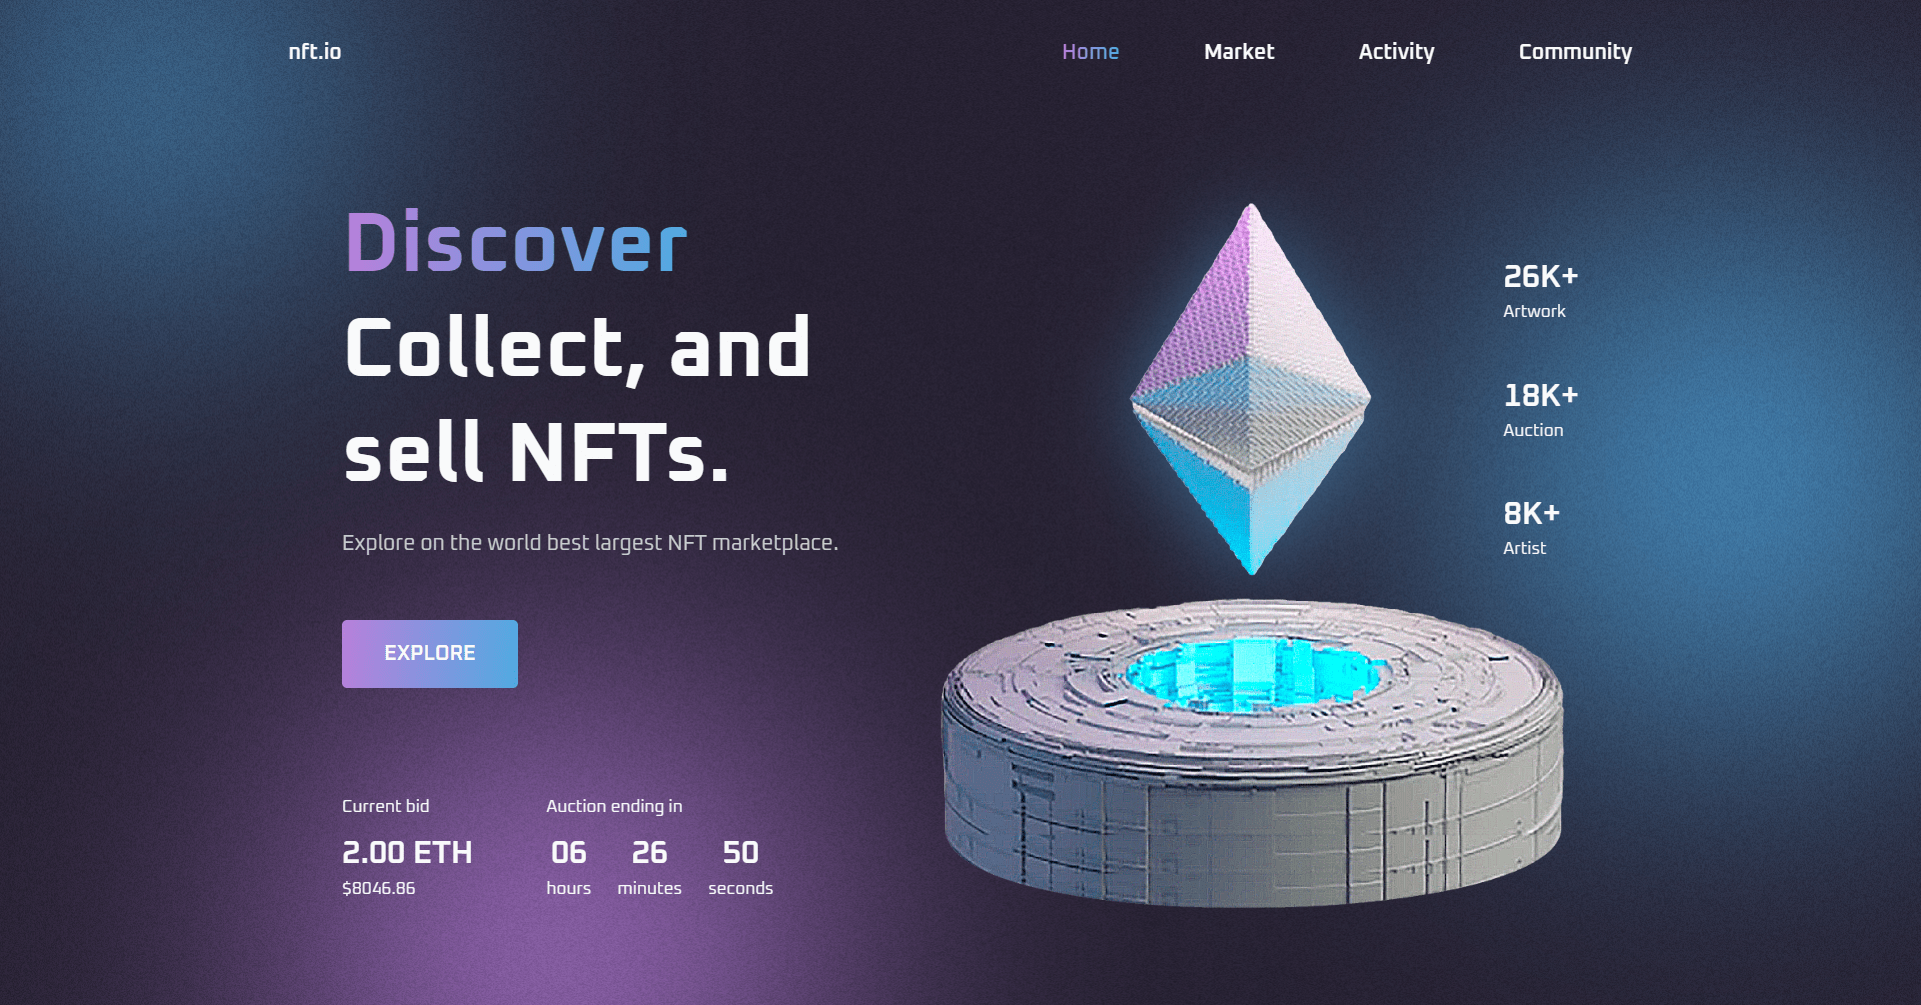 nft.io
Home Market Activity Community
Discover
Collect, and
sell NFTs.
Explore on the world best largest NFT marketplace.
EXPLORE
Current bid
2.00 ETH
$8046.86
Auction ending in
06 26 50
hours minutes seconds
26K+
Artwork
18K+
Auction
8K+
Artist